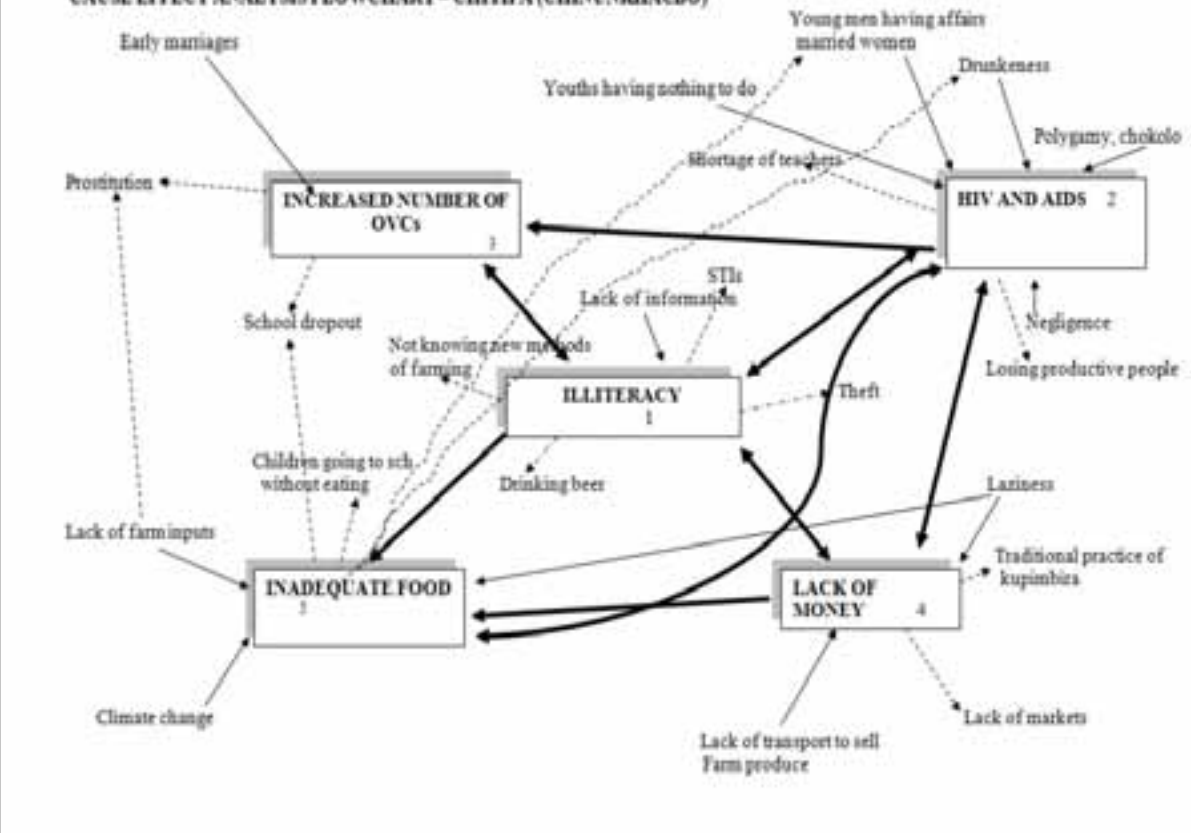 CAUSE EFFECT ANALYSIS FLOWCHART –
Early marriages
Young men having affairs
married women
Drunkeness
Youths having nothing to do
Polygamy, chokolo
Shortage of teachers
Prostitution
INCREASED NUMBER OF
OVCs
3
HIV AND AIDS 2
STIs
Lack of information
School dropout
Negligence
Not knowing new methods
of farming
Losing productive people
ILLITERACY
1
Theft
Children going to sch
without eating
Drinking beer
Laziness
Lack of farm inputs
Traditional practice of
kupimbira
INADEQUATE FOOD
LACK OF
MONEY 4
Climate change
Lack of markets
Lack of transport to sell
Farm produce